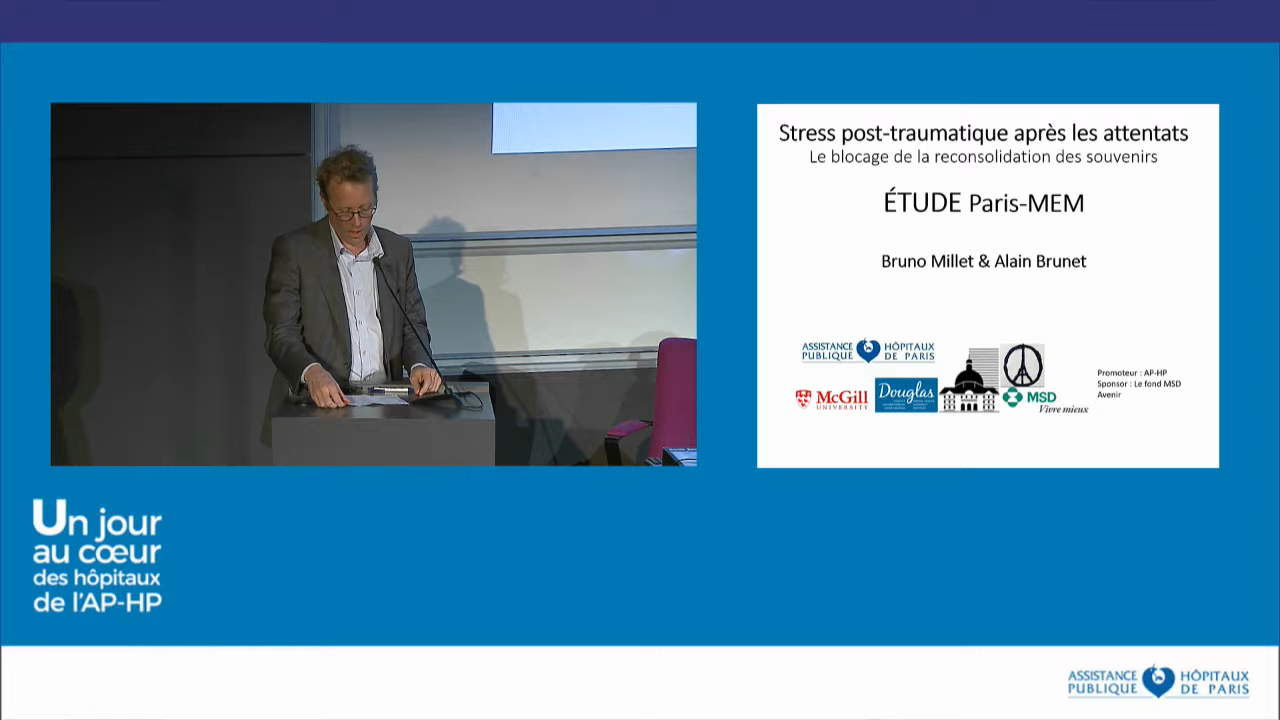 Stress post-traumatique après les attentats
Le blocage de la reconsolidation des souvenirs
ÉTUDE Paris-MEM
Bruno Millet & Alain Brunet
ASSISTANCE PUBLIQUE
HÔPITAUX DE PARIS
McGill
UNIVERSITY
Douglas
MSD
Vivre mieux
Promoteur : AP-HP
Sponsor : Le fond MSD
Avenir
Un jour
au cœur
des hôpitaux
de l'AP-HP
ASSISTANCE PUBLIQUE
HÔPITAUX DE PARIS